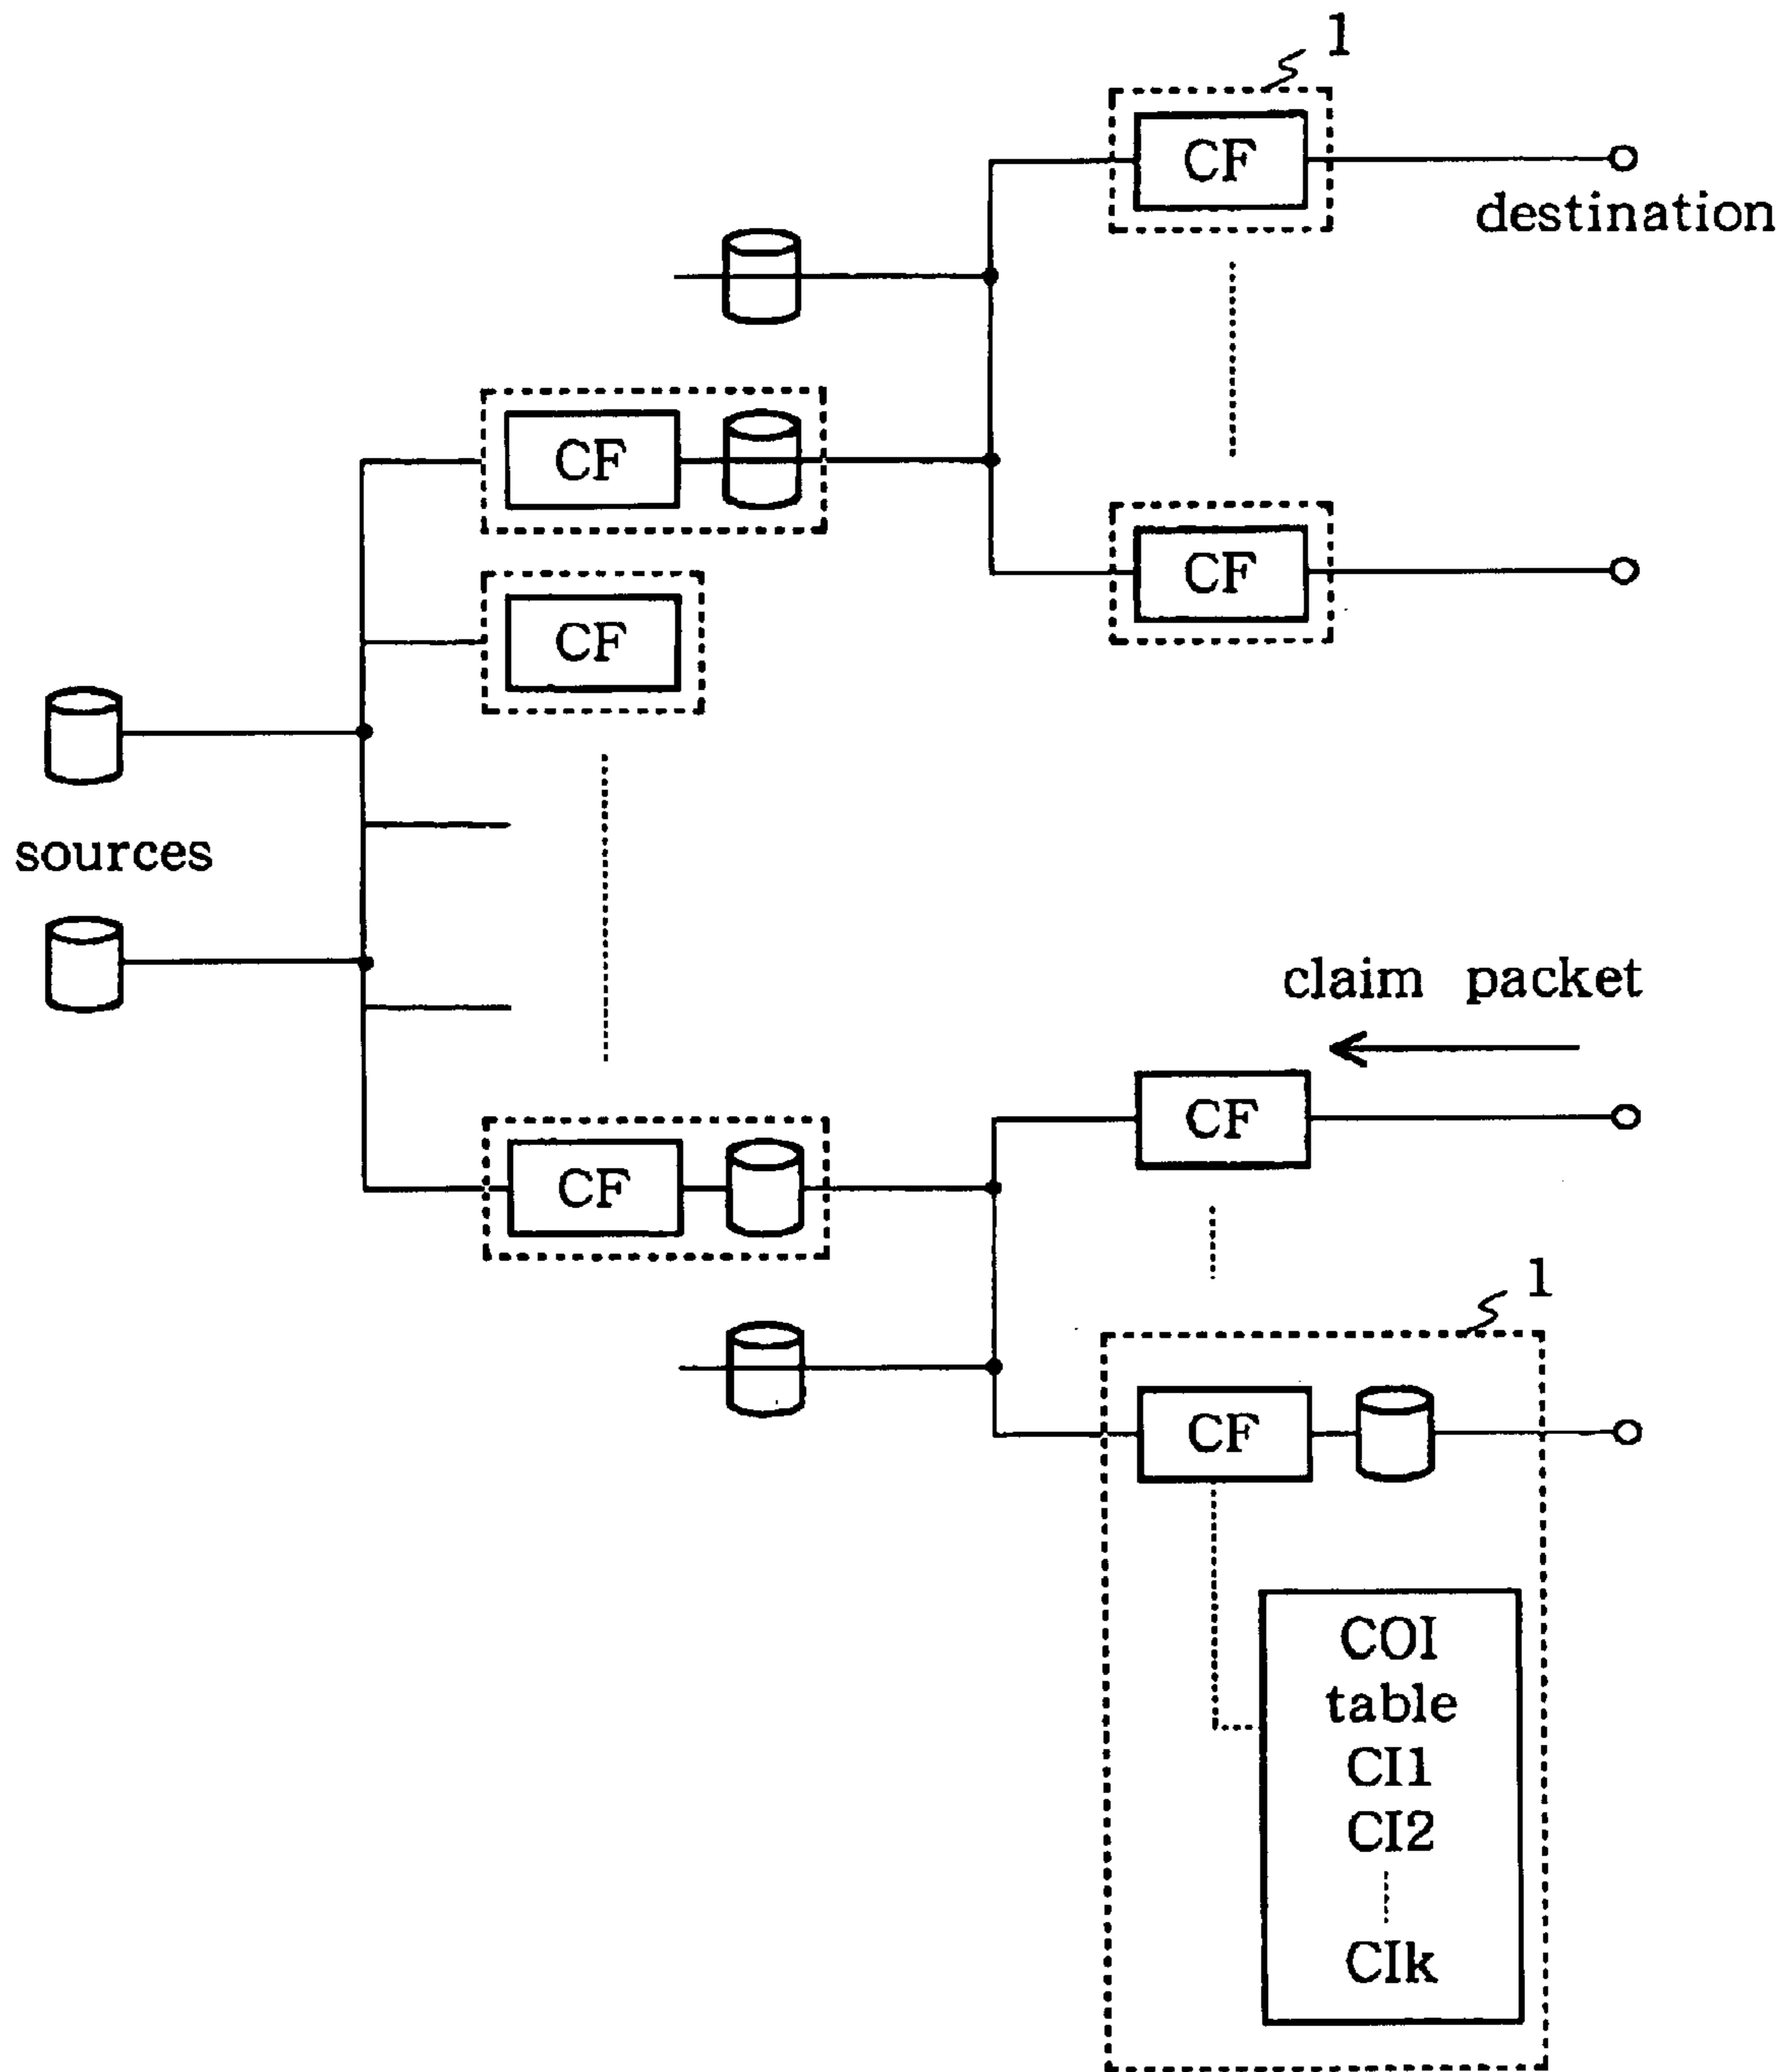 1
CF
destination
CF
CF
CF
sources
claim packet
CF
CF
1
CF
COI
table
CI1
CI2
CIk